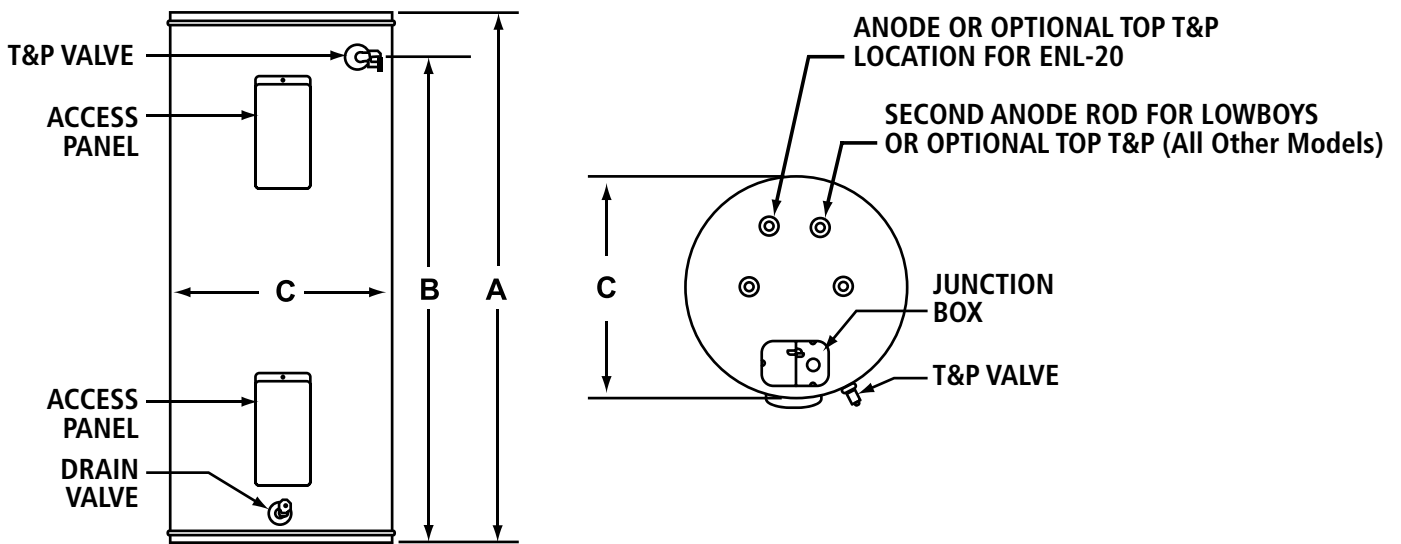 T&P VALVE
ACCESS
PANEL
C
B
A
ACCESS
PANEL
DRAIN
VALVE
ANODE OR OPTIONAL TOP T&P
LOCATION FOR ENL-20
SECOND ANODE ROD FOR LOWBOYS
OR OPTIONAL TOP T&P (All Other Models)
C
JUNCTION
BOX
T&P VALVE